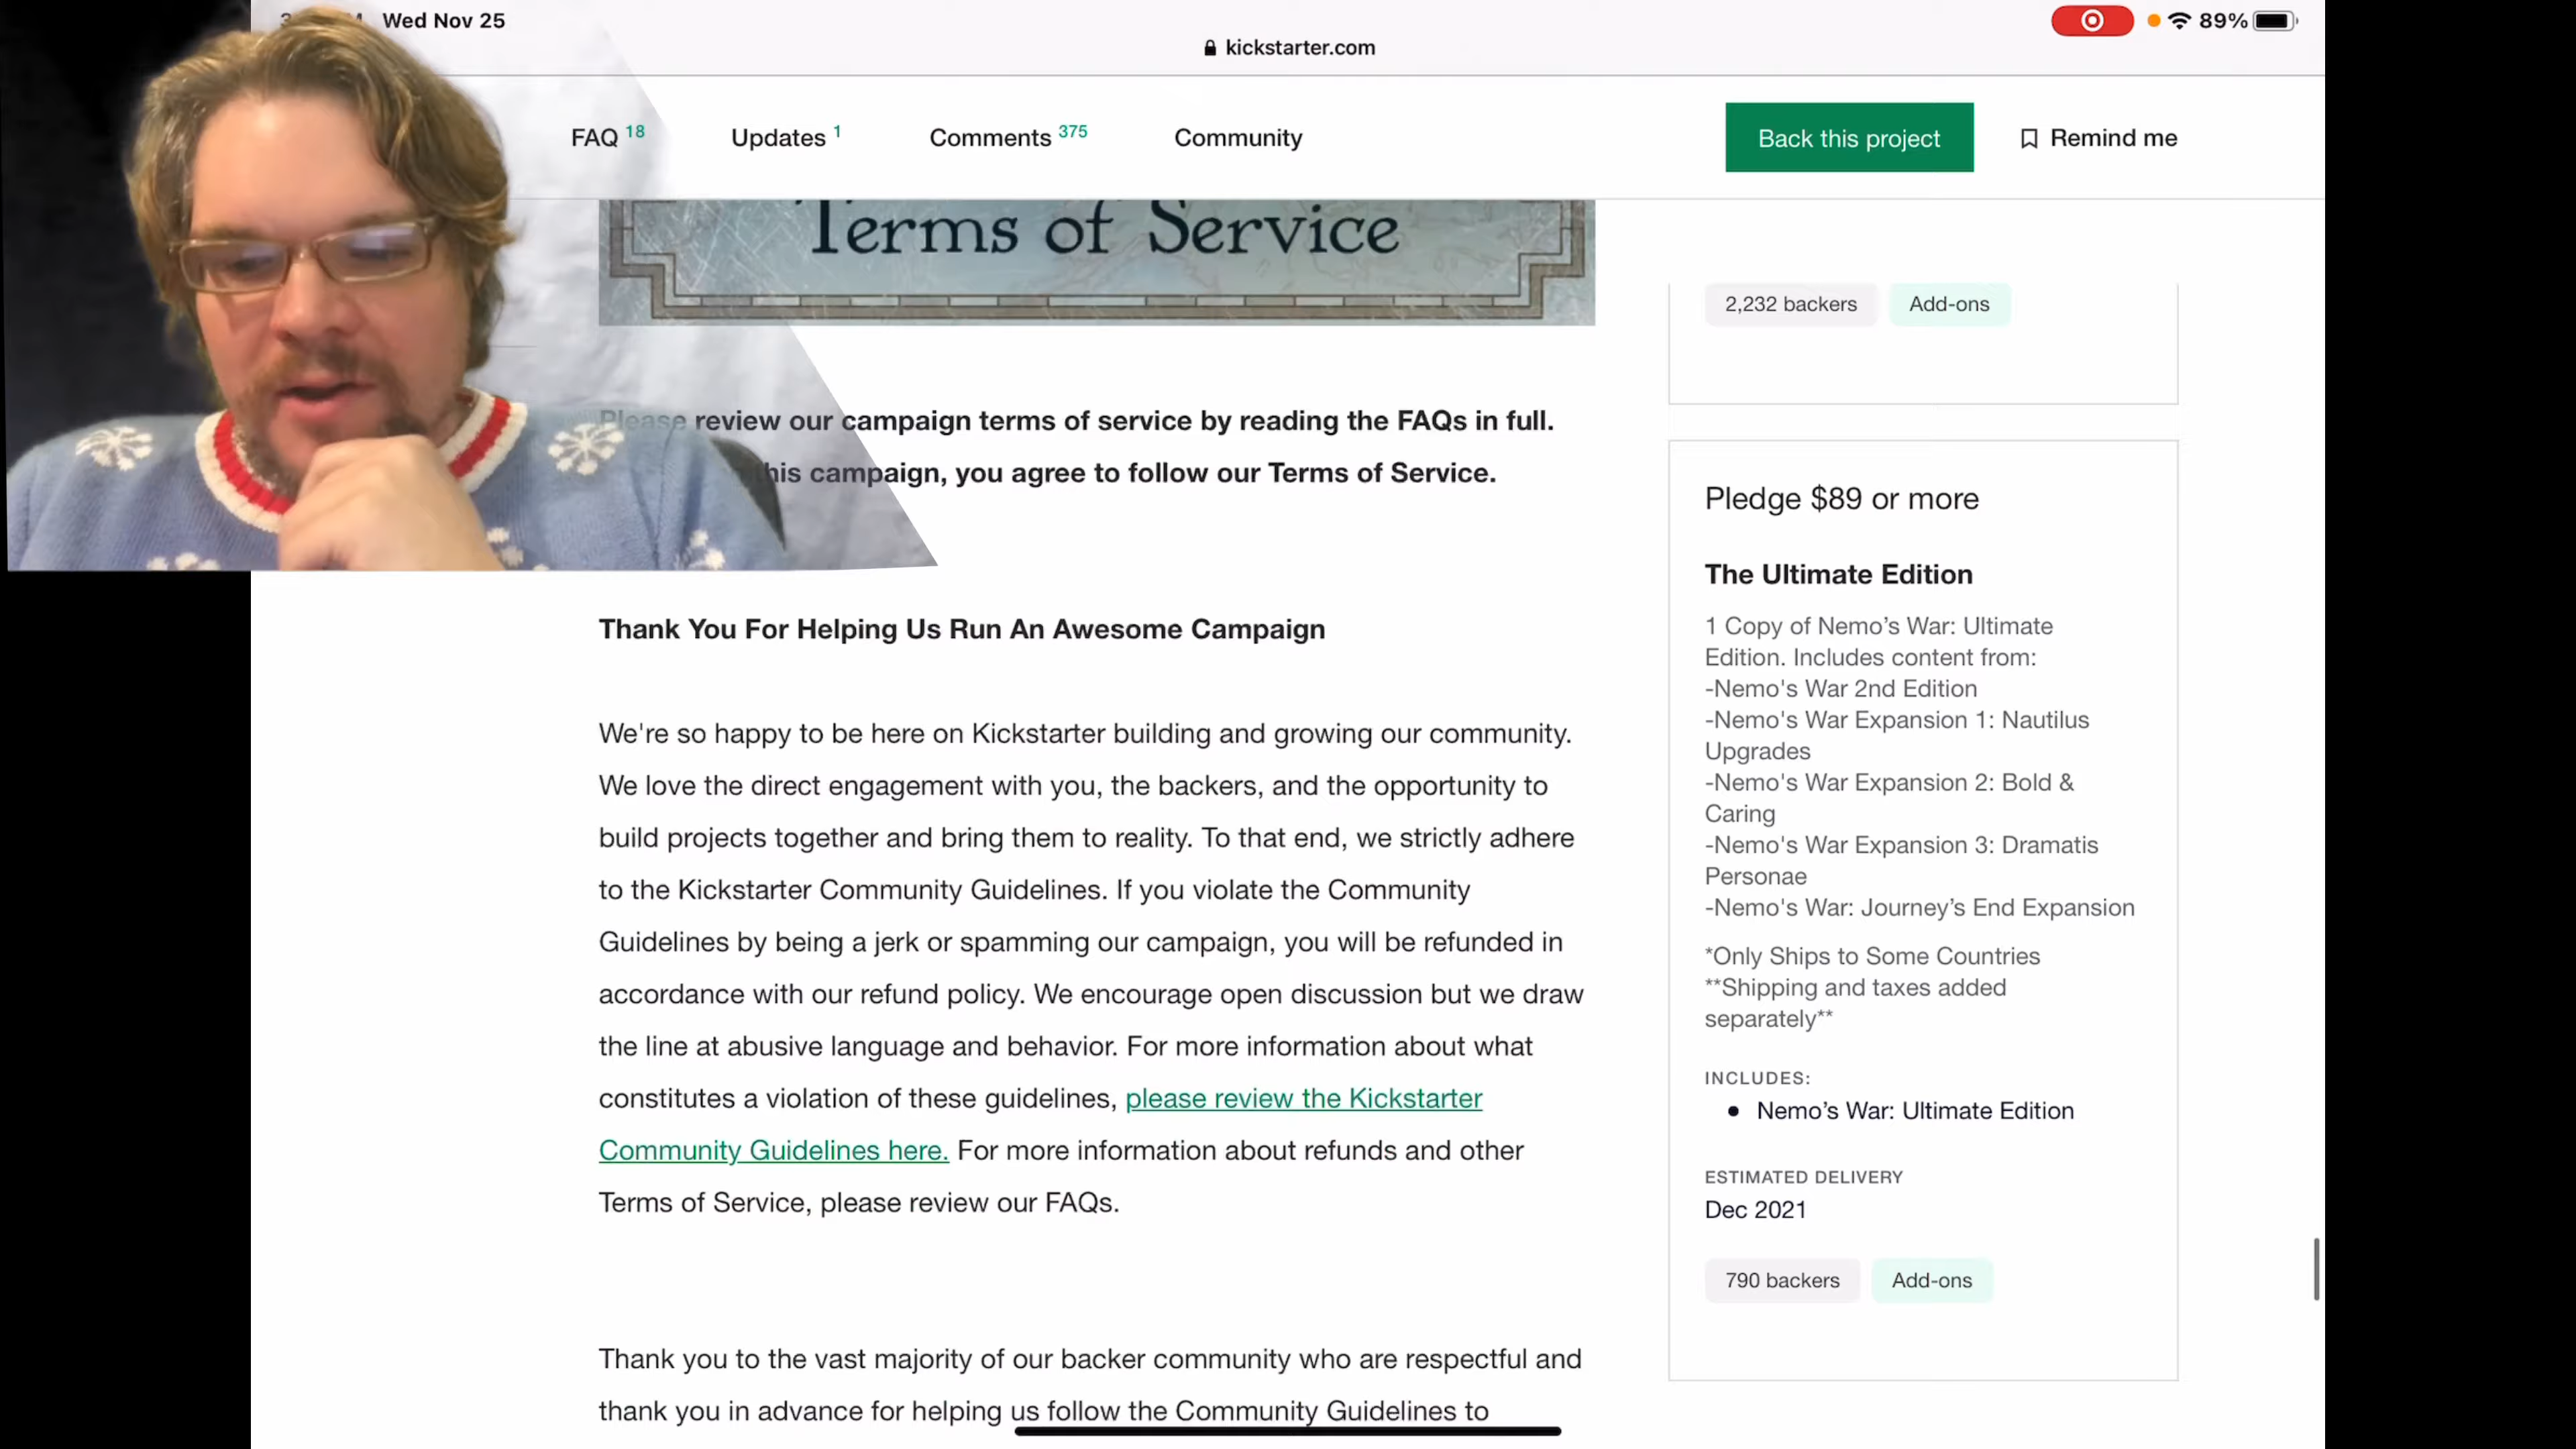 Wed Nov 25
89%
kickstarter.com
FAQ 18
Updates 1
Comments 375
Community
Back this project
Remind me
Terms of Service
Please review our campaign terms of service by reading the FAQs in full.
this campaign, you agree to follow our Terms of Service.
Thank You For Helping Us Run An Awesome Campaign
We're so happy to be here on Kickstarter building and growing our community.
We love the direct engagement with you, the backers, and the opportunity to
build projects together and bring them to reality. To that end, we strictly adhere
to the Kickstarter Community Guidelines. If you violate the Community
Guidelines by being a jerk or spamming our campaign, you will be refunded in
accordance with our refund policy. We encourage open discussion but we draw
the line at abusive language and behavior. For more information about what
constitutes a violation of these guidelines, please review the Kickstarter
Community Guidelines here. For more information about refunds and other
Terms of Service, please review our FAQs.
Thank you to the vast majority of our backer community who are respectful and
thank you in advance for helping us follow the Community Guidelines to
2,232 backers
Add-ons
Pledge $89 or more
The Ultimate Edition
1 Copy of Nemo’s War: Ultimate
Edition. Includes content from:
-Nemo's War 2nd Edition
-Nemo's War Expansion 1: Nautilus
Upgrades
-Nemo's War Expansion 2: Bold &
Caring
-Nemo's War Expansion 3: Dramatis
Personae
-Nemo's War: Journey’s End Expansion
*Only Ships to Some Countries
**Shipping and taxes added
separately**
INCLUDES:
● Nemo’s War: Ultimate Edition
ESTIMATED DELIVERY
Dec 2021
790 backers
Add-ons